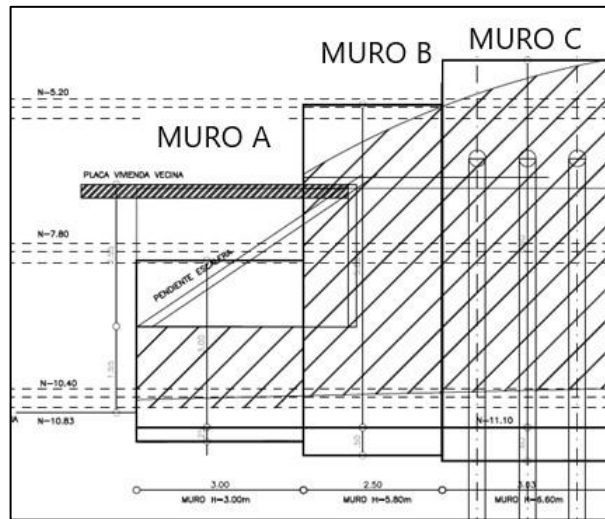 MURO B
MURO C
N-5.20
MURO A
PLACA VIVIENDA VECINA
N-7.80
PENDIENTE ESCALERA
N-10.40
N-10.83
N-11.10
3.00
2.50
MURO H-3.00m
MURO H-5.80m
MURO H-6.60m